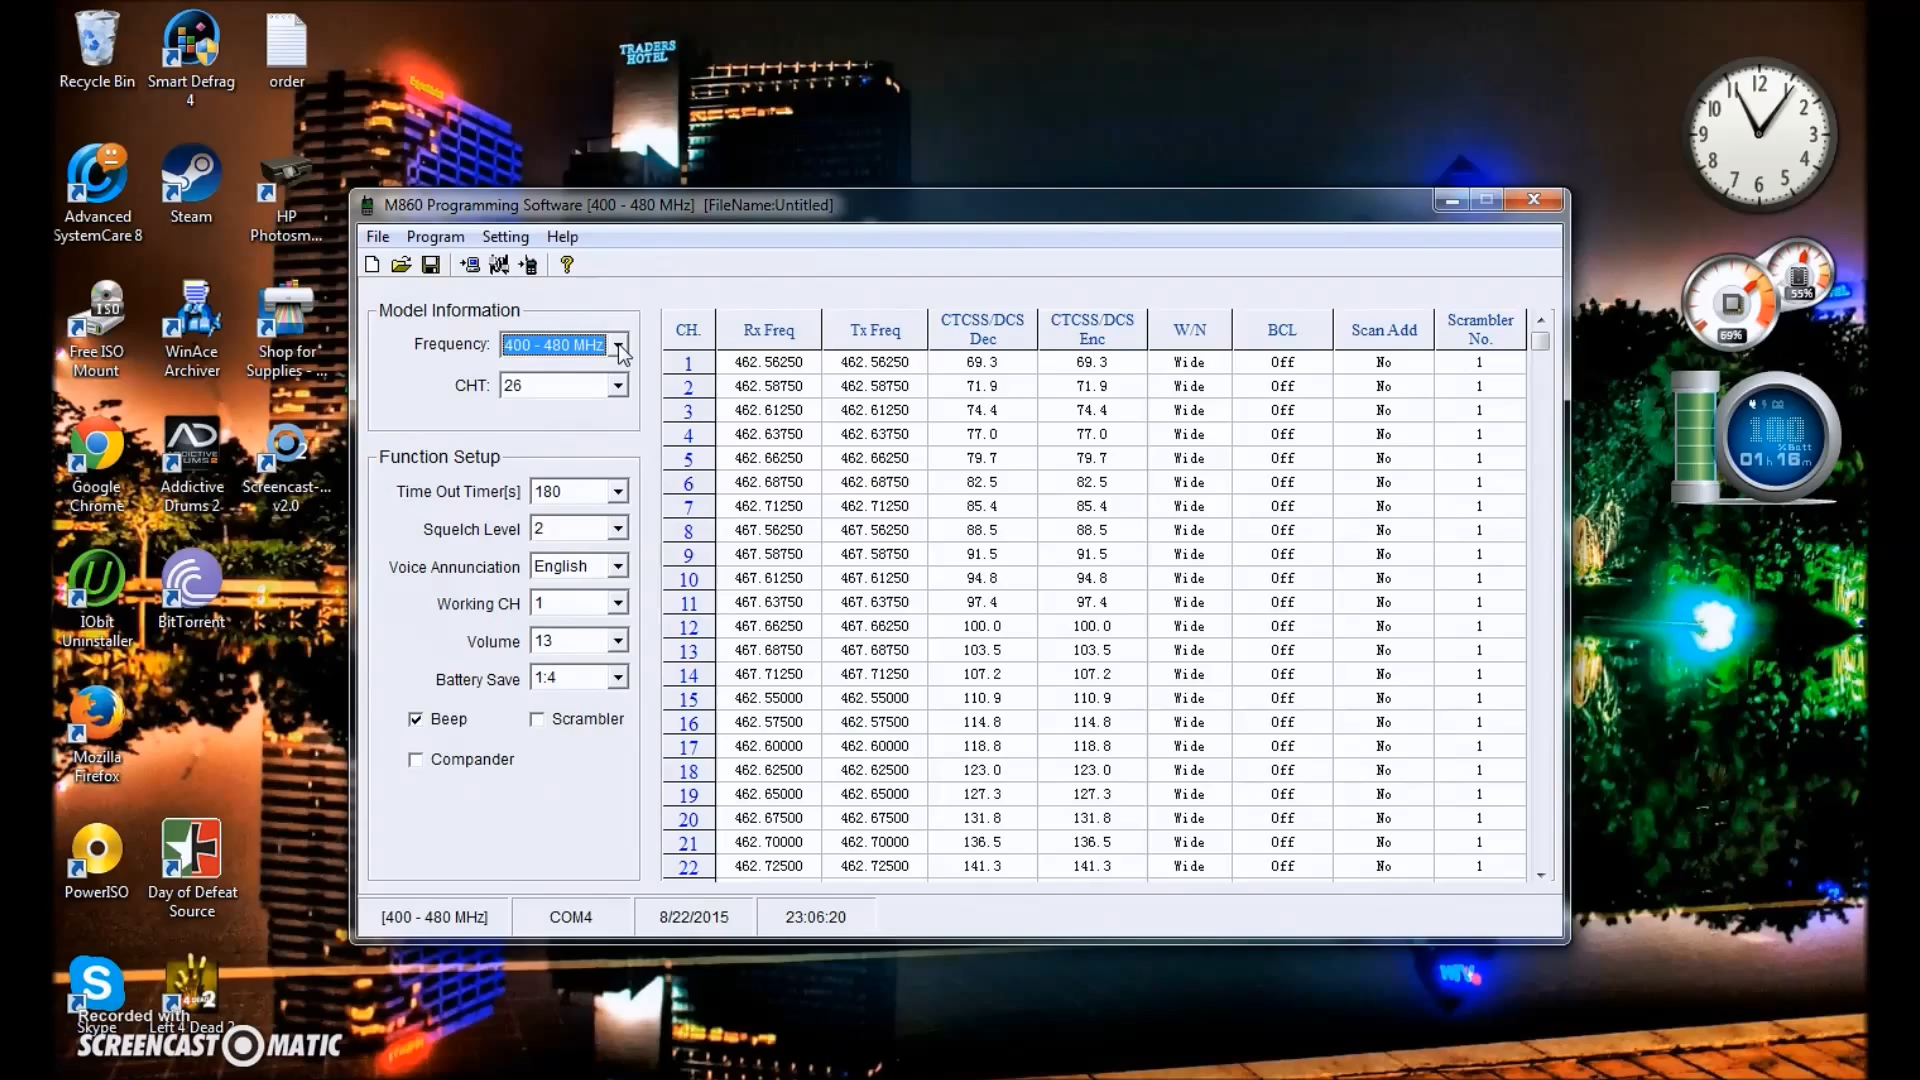 Recycle Bin
Smart Defrag
4
order
Advanced
SystemCare 8
Steam
HP
Photosm...
ISO
Free ISO
Mount
WinAce
Archiver
Shop for
Supplies - ...
Google
Chrome
ADDICTIVE
DRUMS 2
Addictive
Drums 2
Screencast-...
v2.0
IObit
Uninstaller
BitTorrent
Mozilla
Firefox
PowerISO
Day of Defeat
Source
Skype
Left 4 Dead 2
Recorded with
SCREENCAST MATIC
TRADERS
HOTEL
M860 Programming Software [400 - 480 MHz] [FileName:Untitled]
File Program Setting Help
Model Information
Frequency: 400 - 480 MHz
CHT: 26
Function Setup
Time Out Timer[s] 180
Squelch Level 2
Voice Annunciation English
Working CH 1
Volume 13
Battery Save 1:4
Beep Scrambler
Compander
CH. Rx Freq Tx Freq CTCSS/DCS Dec CTCSS/DCS Enc W/N BCL Scan Add Scrambler No.
1 462.56250 462.56250 69.3 69.3 Wide Off No 1
2 462.58750 462.58750 71.9 71.9 Wide Off No 1
3 462.61250 462.61250 74.4 74.4 Wide Off No 1
4 462.63750 462.63750 77.0 77.0 Wide Off No 1
5 462.66250 462.66250 79.7 79.7 Wide Off No 1
6 462.68750 462.68750 82.5 82.5 Wide Off No 1
7 462.71250 462.71250 85.4 85.4 Wide Off No 1
8 467.56250 467.56250 88.5 88.5 Wide Off No 1
9 467.58750 467.58750 91.5 91.5 Wide Off No 1
10 467.61250 467.61250 94.8 94.8 Wide Off No 1
11 467.63750 467.63750 97.4 97.4 Wide Off No 1
12 467.66250 467.66250 100.0 100.0 Wide Off No 1
13 467.68750 467.68750 103.5 103.5 Wide Off No 1
14 467.71250 467.71250 107.2 107.2 Wide Off No 1
15 462.55000 462.55000 110.9 110.9 Wide Off No 1
16 462.57500 462.57500 114.8 114.8 Wide Off No 1
17 462.60000 462.60000 118.8 118.8 Wide Off No 1
18 462.62500 462.62500 123.0 123.0 Wide Off No 1
19 462.65000 462.65000 127.3 127.3 Wide Off No 1
20 462.67500 462.67500 131.8 131.8 Wide Off No 1
21 462.70000 462.70000 136.5 136.5 Wide Off No 1
22 462.72500 462.72500 141.3 141.3 Wide Off No 1
[400 - 480 MHz] COM4 8/22/2015 23:06:20
12
11
2
10
9
3
8
4
7
6
5
55%
69%
100
%Batt
01h 16m